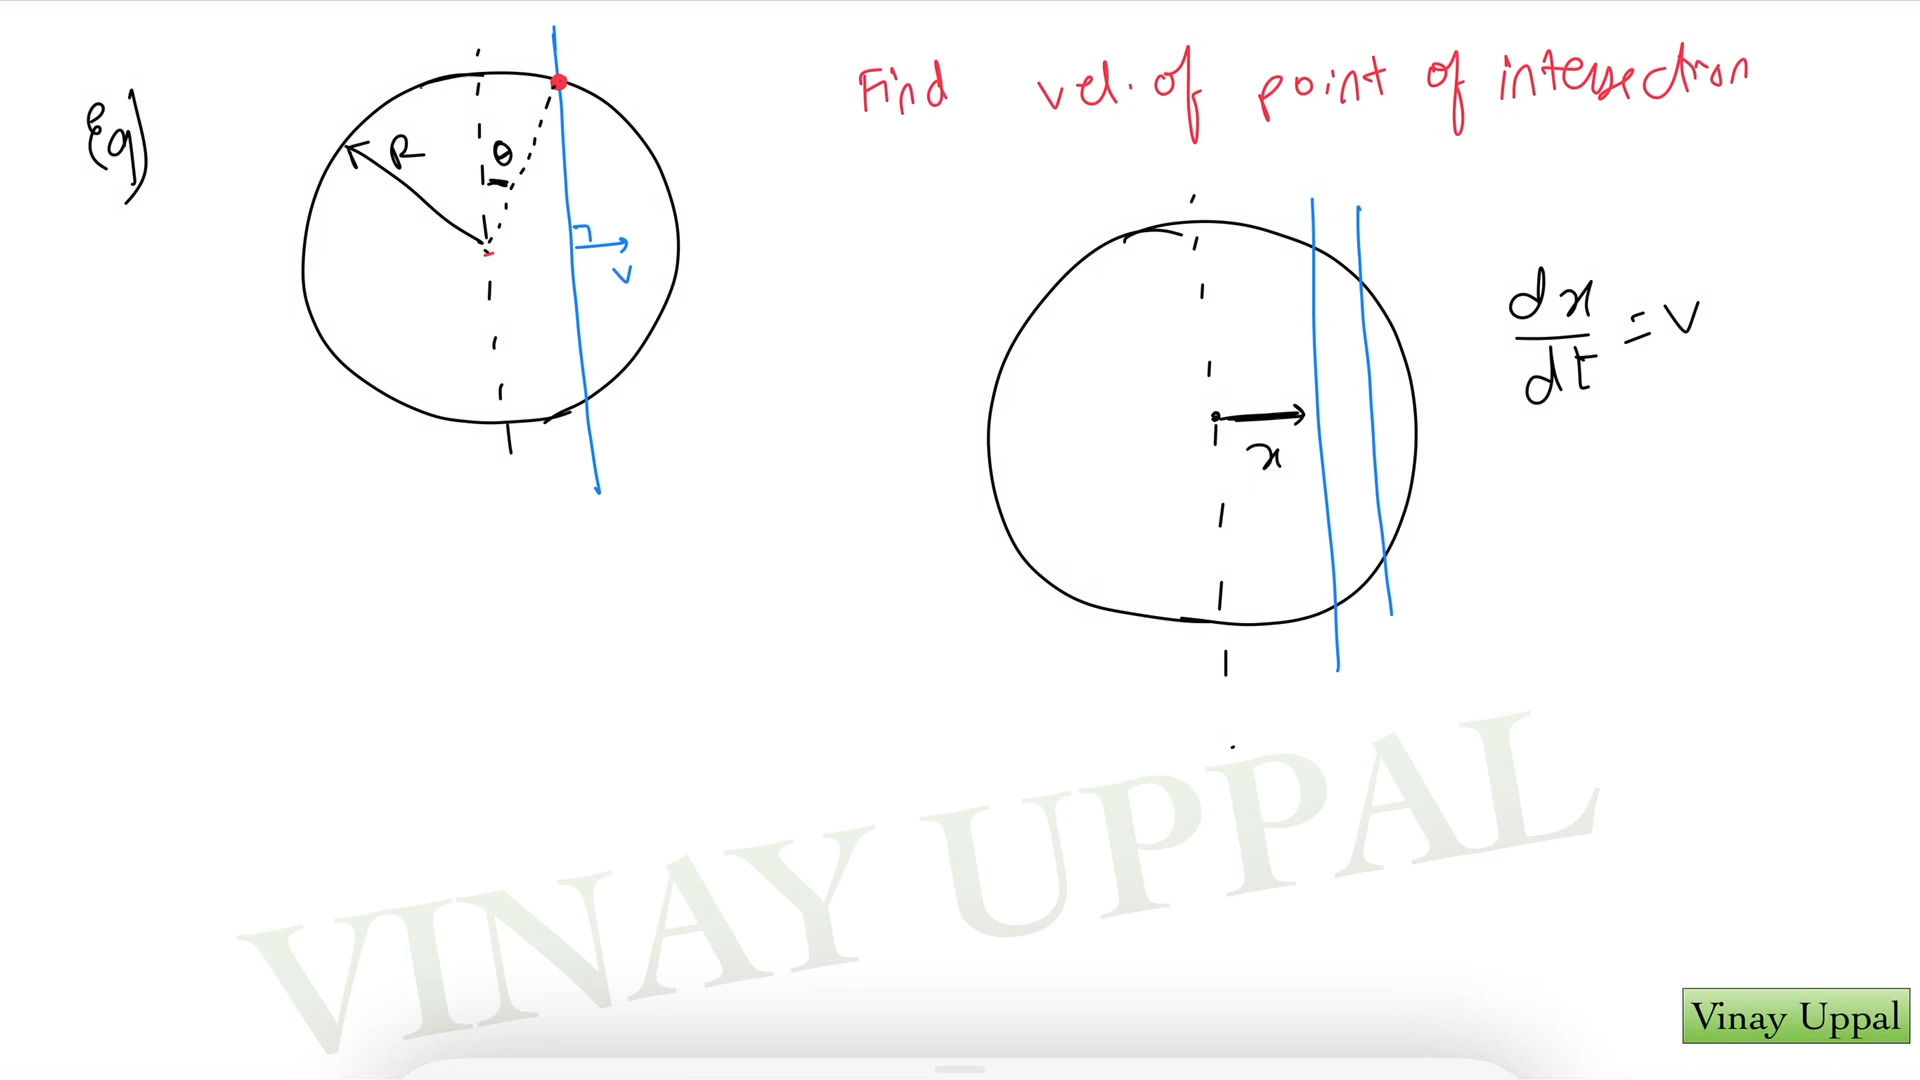 Eg)
Find vel. of point of intersection
R
θ
v
x
dx/dt = v
VINAY UPPAL
Vinay Uppal